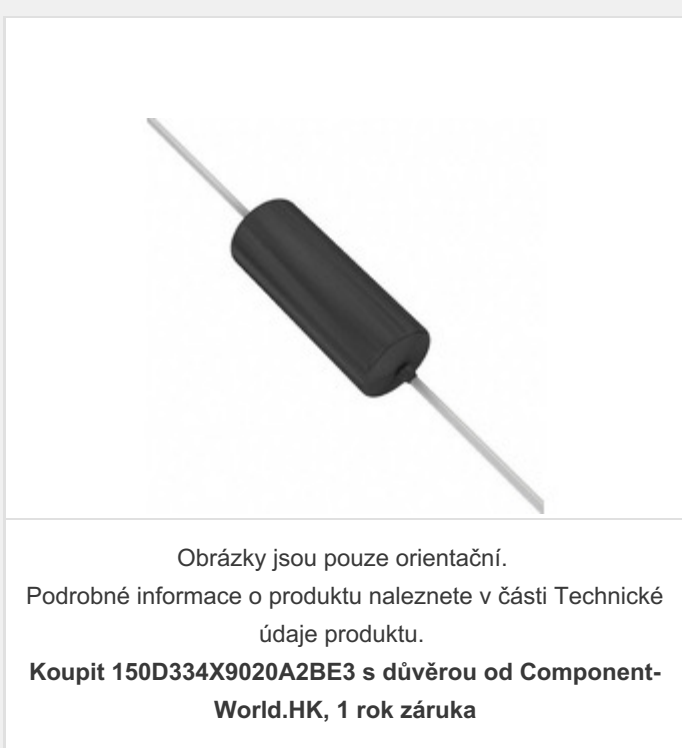 Obrázky jsou pouze orientační.
Podrobné informace o produktu naleznete v části Technické
údaje produktu.
Koupit 150D334X9020A2BE3 s důvěrou od Component-
World.HK, 1 rok záruka